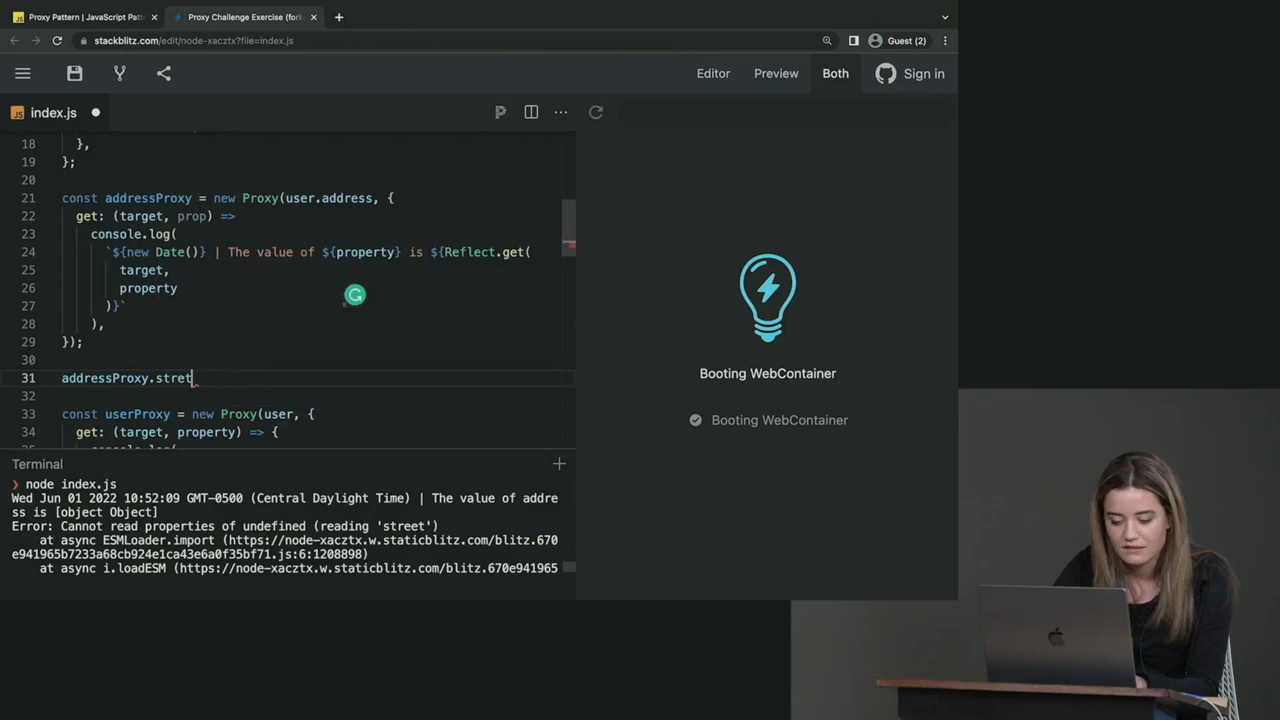 Proxy Pattern | JavaScript Pat
Proxy Challenge Exercise (for
stackblitz.com/edit/node-xacztx?file=index.js
Guest (2)
Editor
Preview
Both
Sign in
index.js
18 },
19 };
20
21 const addressProxy = new Proxy(user.address, {
22 get: (target, prop) =>
23 console.log(
24 `${new Date()} | The value of ${property} is ${Reflect.get(
25 target,
26 property
27 )}`
28 ),
29 });
30
31 addressProxy.stret
32
33 const userProxy = new Proxy(user, {
34 get: (target, property) => {
Booting WebContainer
Booting WebContainer
Terminal
❯ node index.js
Wed Jun 01 2022 10:52:09 GMT-0500 (Central Daylight Time) | The value of addre
ss is [object Object]
Error: Cannot read properties of undefined (reading 'street')
at async ESMLoader.import (https://node-xacztx.w.staticblitz.com/blitz.670
e941965b7233a68cb924e1ca43e6a0f35bf71.js:6:1208898)
at async i.loadESM (https://node-xacztx.w.staticblitz.com/blitz.670e941965